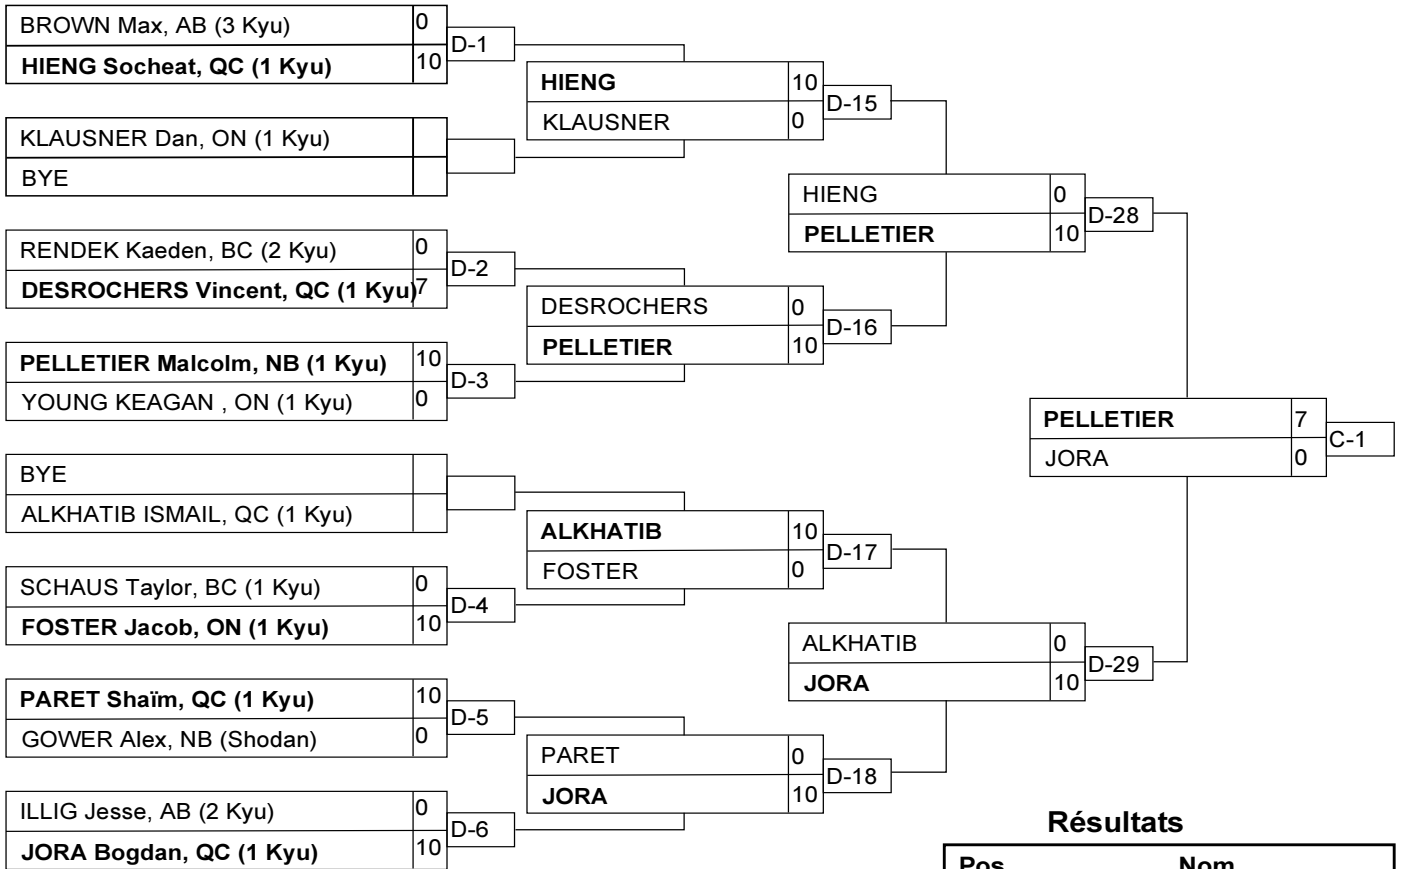 BROWN Max, AB (3 Kyu) 0
HIENG Socheat, QC (1 Kyu) 10
D-1
KLAUSNER Dan, ON (1 Kyu)
BYE
RENDEK Kaeden, BC (2 Kyu) 0
DESROCHERS Vincent, QC (1 Kyu) 7
D-2
PELLETIER Malcolm, NB (1 Kyu) 10
YOUNG KEAGAN , ON (1 Kyu) 0
D-3
BYE
ALKHATIB ISMAIL, QC (1 Kyu)
SCHAUS Taylor, BC (1 Kyu) 0
FOSTER Jacob, ON (1 Kyu) 10
D-4
PARET Shaïm, QC (1 Kyu) 10
GOWER Alex, NB (Shodan) 0
D-5
ILLIG Jesse, AB (2 Kyu) 0
JORA Bogdan, QC (1 Kyu) 10
D-6
HIENG 10
KLAUSNER 0
D-15
DESROCHERS 0
PELLETIER 10
D-16
ALKHATIB 10
FOSTER 0
D-17
PARET 0
JORA 10
D-18
HIENG 0
PELLETIER 10
D-28
ALKHATIB 0
JORA 10
D-29
PELLETIER 7
JORA 0
C-1
Résultats
Pos Nom